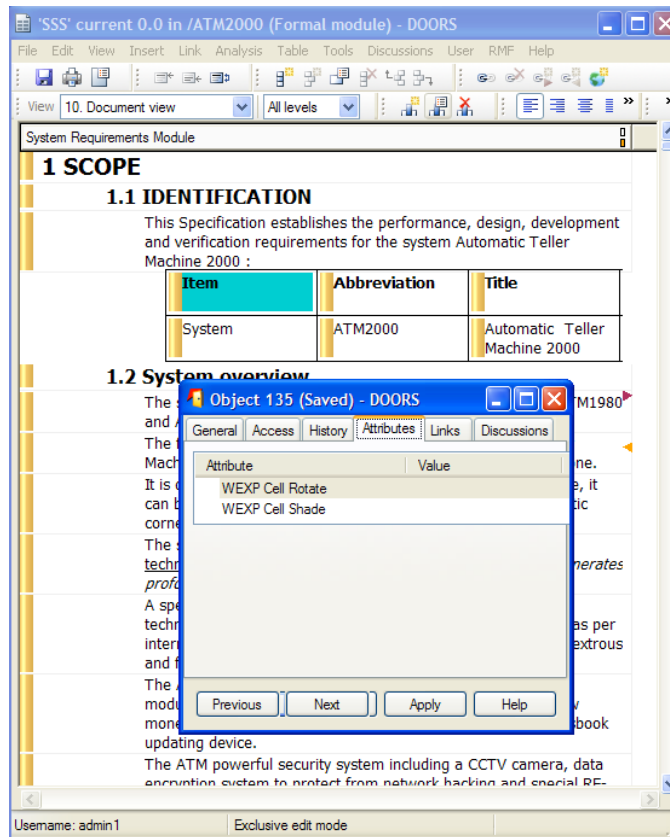 'SSS' current 0.0 in /ATM2000 (Formal module) - DOORS
File Edit View Insert Link Analysis Table Tools Discussions User RMF Help
View 10. Document view All levels
System Requirements Module
1 SCOPE
1.1 IDENTIFICATION
This Specification establishes the performance, design, development
and verification requirements for the system Automatic Teller
Machine 2000 :
Item Abbreviation Title
System ATM2000 Automatic Teller
Machine 2000
1.2 System overview
The
and
The
Mach ne.
It is , it
can b tic
corne
The
techn nerates
profo
A spe
techn as per
inter extrous
and f
The
modu
mone sbook
updating device.
The ATM powerful security system including a CCTV camera, data
encryption system to protect from network hacking and special RF-
Object 135 (Saved) - DOORS
General Access History Attributes Links Discussions
Attribute Value
WEXP Cell Rotate
WEXP Cell Shade
Previous Next Apply Help
Username: admin1 Exclusive edit mode